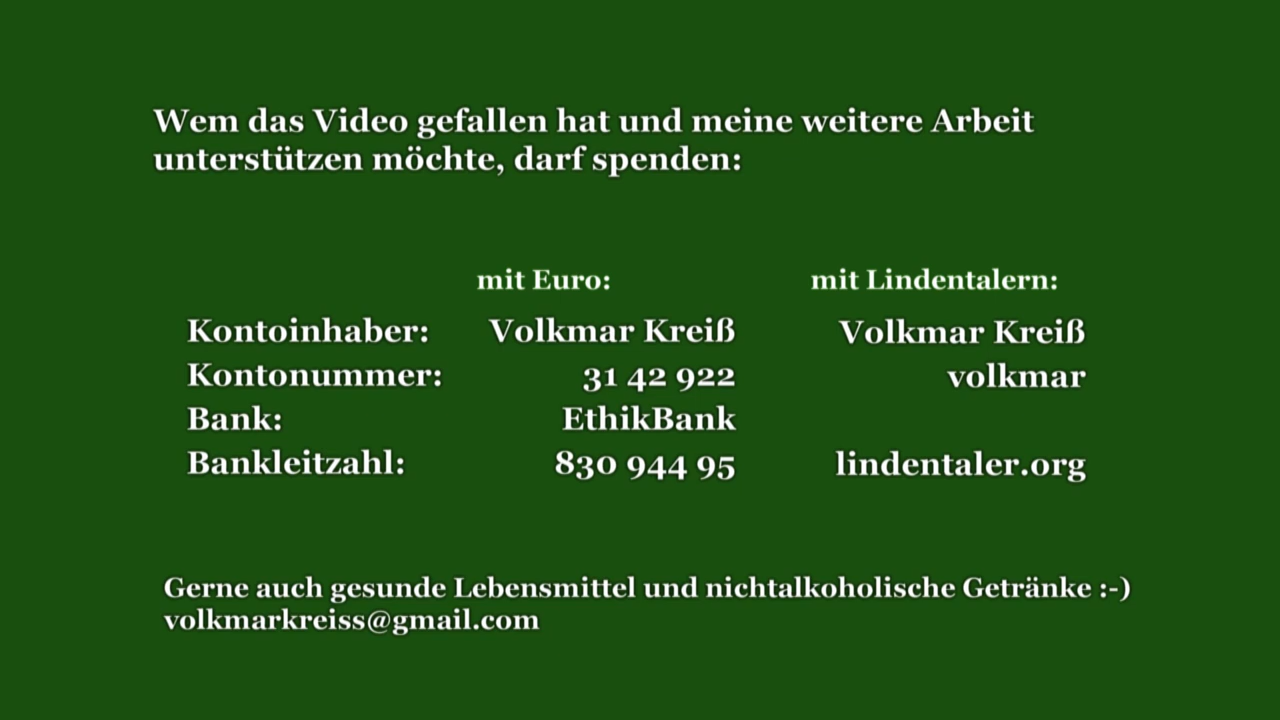 Wem das Video gefallen hat und meine weitere Arbeit
unterstützen möchte, darf spenden:
mit Euro: mit Lindentalern:
Kontoinhaber: Volkmar Kreiß Volkmar Kreiß
Kontonummer: 31 42 922 volkmar
Bank: EthikBank
Bankleitzahl: 830 944 95 lindentaler.org
Gerne auch gesunde Lebensmittel und nichtalkoholische Getränke :-)
volkmarkreiss@gmail.com